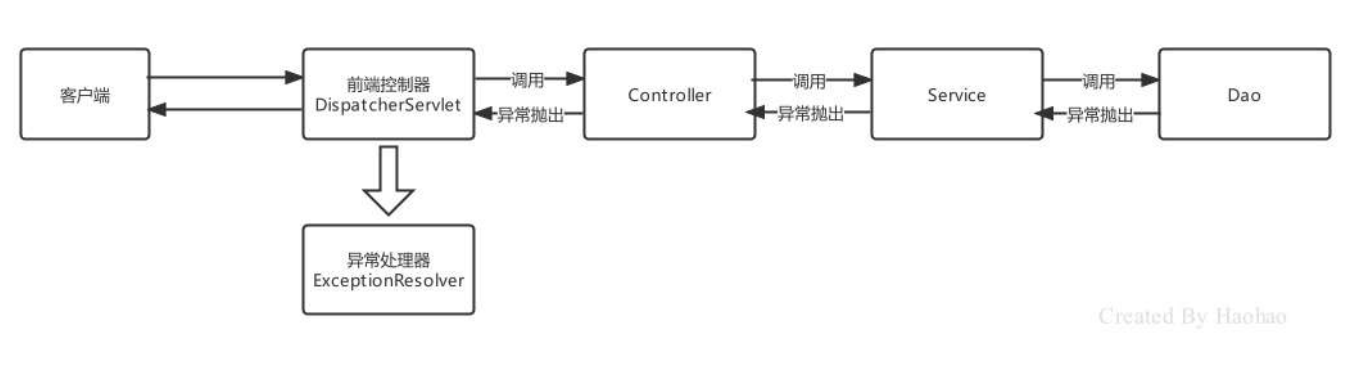 客户端
前端控制器
DispatcherServlet
调用
异常抛出
Controller
调用
异常抛出
Service
调用
异常抛出
Dao
异常处理器
ExceptionResolver
Created By Haohao